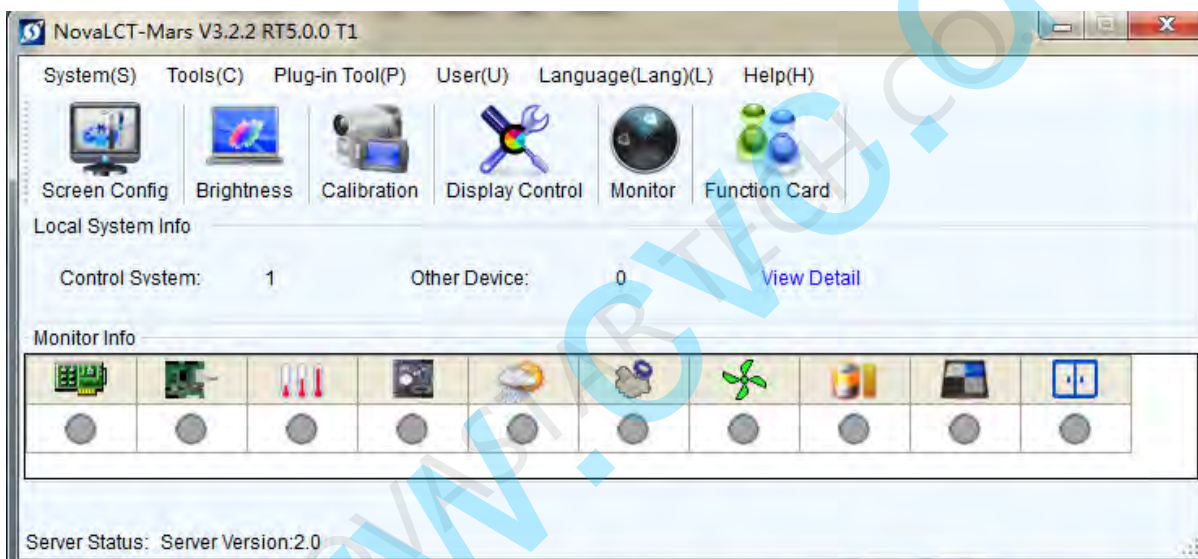 NovaLCT-Mars V3.2.2 RT5.0.0 T1
System(S) Tools(C) Plug-in Tool(P) User(U) Language(Lang)(L) Help(H)
Screen Config Brightness Calibration Display Control Monitor Function Card
Local System Info
Control System: 1 Other Device: 0 View Detail
Monitor Info
Server Status: Server Version:2.0